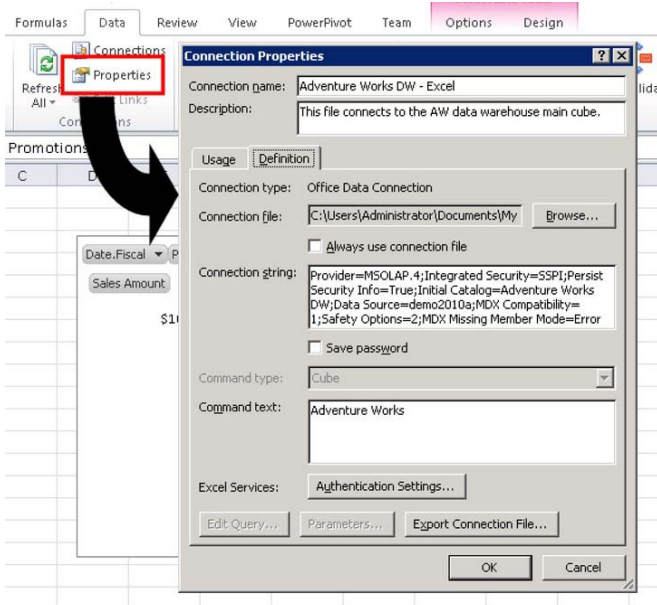 Formulas Data Review View PowerPivot Team Options Design
Connections
Properties
Refresh
All
Links
Promotions
C D
Date.Fiscal
Sales Amount
Connection Properties
Connection name: Adventure Works DW - Excel
Description: This file connects to the AW data warehouse main cube.
Usage Definition
Connection type: Office Data Connection
Connection file: C:\Users\Administrator\Documents\My Browse...
Always use connection file
Connection string: Provider=MSOLAP.4;Integrated Security=SSPI;Persist
Security Info=True;Initial Catalog=Adventure Works
DW;Data Source=demo2010a;MDX Compatibility=
1;Safety Options=2;MDX Missing Member Mode=Error
Save password
Command type: Cube
Command text: Adventure Works
Excel Services: Authentication Settings...
Edit Query... Parameters... Export Connection File...
OK Cancel